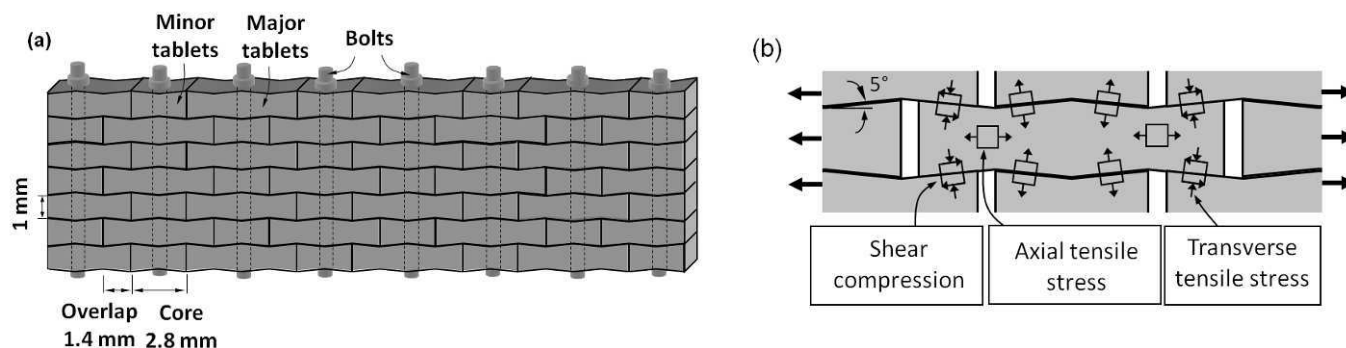 (a)
Minor
tablets
Major
tablets
Bolts
1 mm
Overlap
1.4 mm
Core
2.8 mm
(b)
5°
Shear
compression
Axial tensile
stress
Transverse
tensile stress